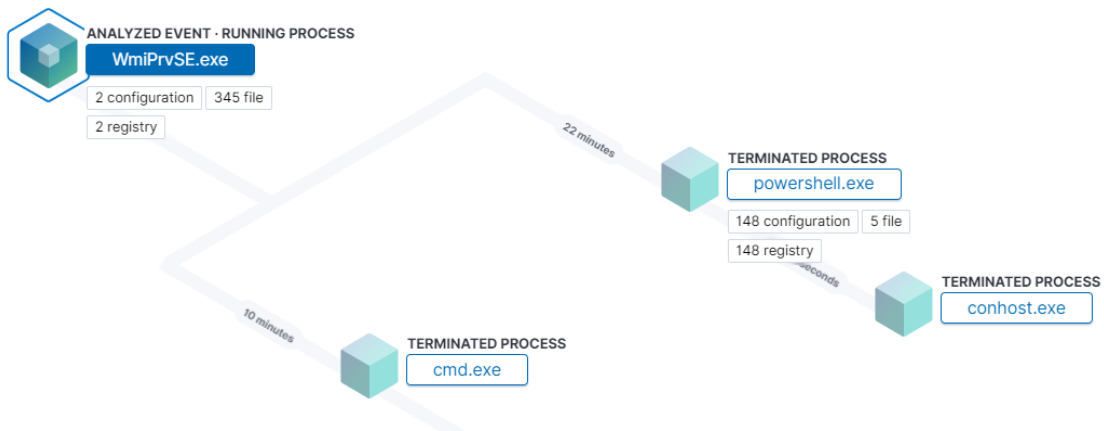 ANALYZED EVENT · RUNNING PROCESS
WmiPrvSE.exe
2 configuration 345 file
2 registry
22 minutes
TERMINATED PROCESS
powershell.exe
148 configuration 5 file
148 registry
seconds
TERMINATED PROCESS
conhost.exe
10 minutes
TERMINATED PROCESS
cmd.exe